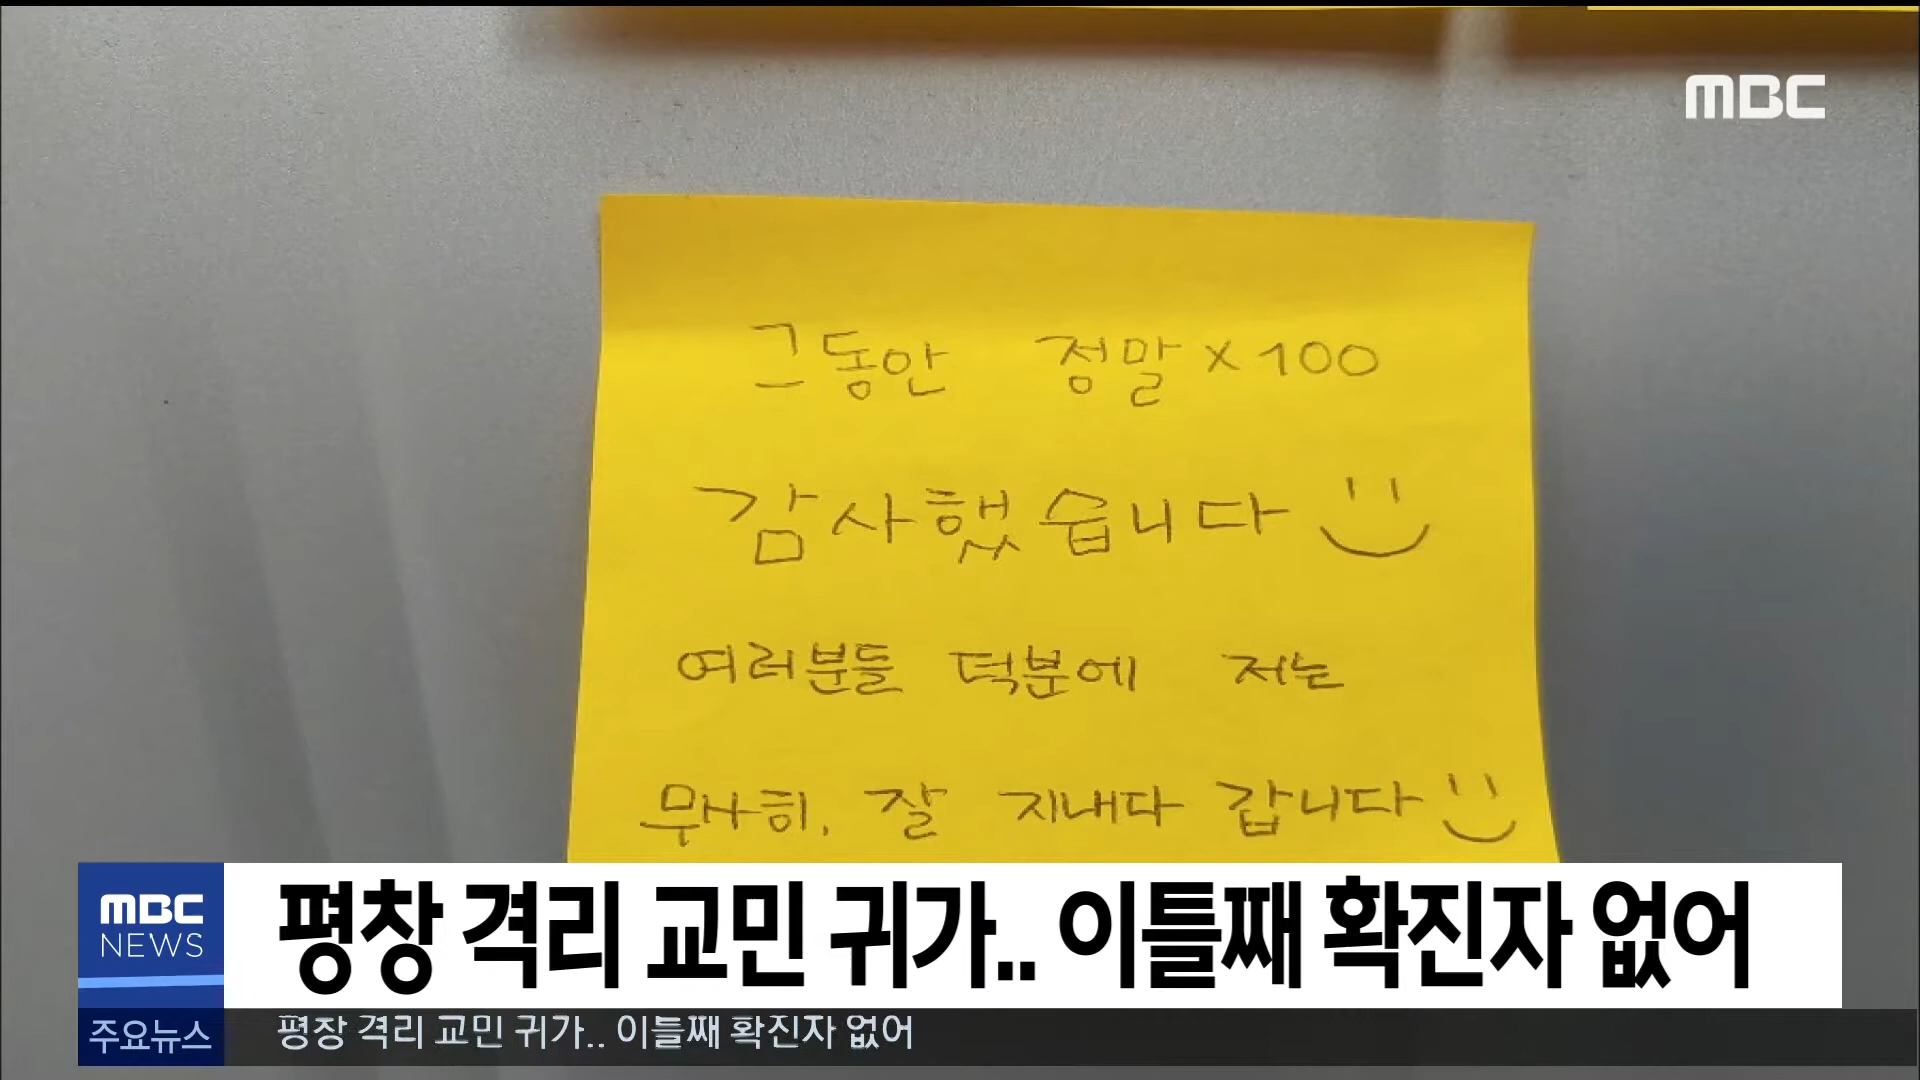 MBC
그동안 정말 x 100
감사했습니다
여러분들 덕분에 저는
무사히, 잘 지내다 갑니다
MBC
NEWS
평창 격리 교민 귀가.. 이틀째 확진자 없어
주요뉴스
평창 격리 교민 귀가.. 이틀째 확진자 없어